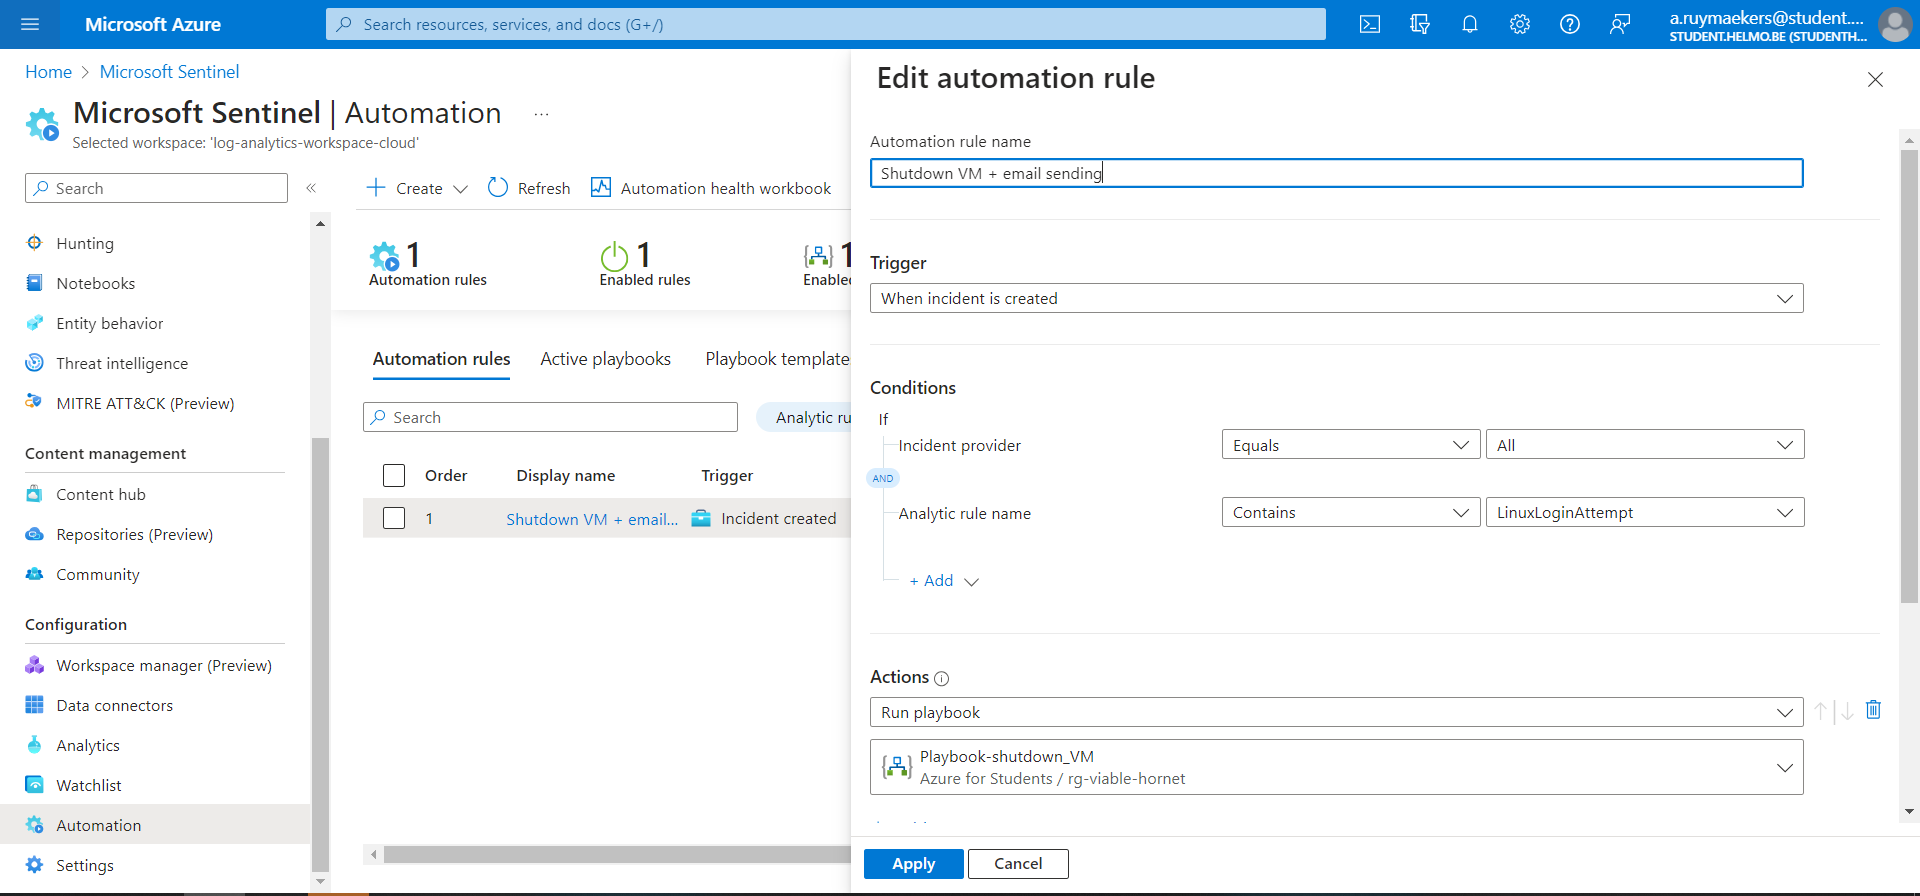 Microsoft Azure
Search resources, services, and docs (G+/)
a.ruymaekers@student....
STUDENT.HELMO.BE (STUDENTH...
Home > Microsoft Sentinel
Microsoft Sentinel | Automation ...
Selected workspace: 'log-analytics-workspace-cloud'
Search «
Hunting
Notebooks
Entity behavior
Threat intelligence
MITRE ATT&CK (Preview)
Content management
Content hub
Repositories (Preview)
Community
Configuration
Workspace manager (Preview)
Data connectors
Analytics
Watchlist
Automation
Settings
+ Create Refresh Automation health workbook
1
Automation rules
1
Enabled rules
1
Enabled
Automation rules Active playbooks Playbook template
Search Analytic ru
Order Display name Trigger
1 Shutdown VM + email... Incident created
Edit automation rule
Automation rule name
Shutdown VM + email sending
Trigger
When incident is created
Conditions
If
Incident provider Equals All
AND
Analytic rule name Contains LinuxLoginAttempt
+ Add
Actions
Run playbook
Playbook-shutdown_VM
Azure for Students / rg-viable-hornet
Apply Cancel